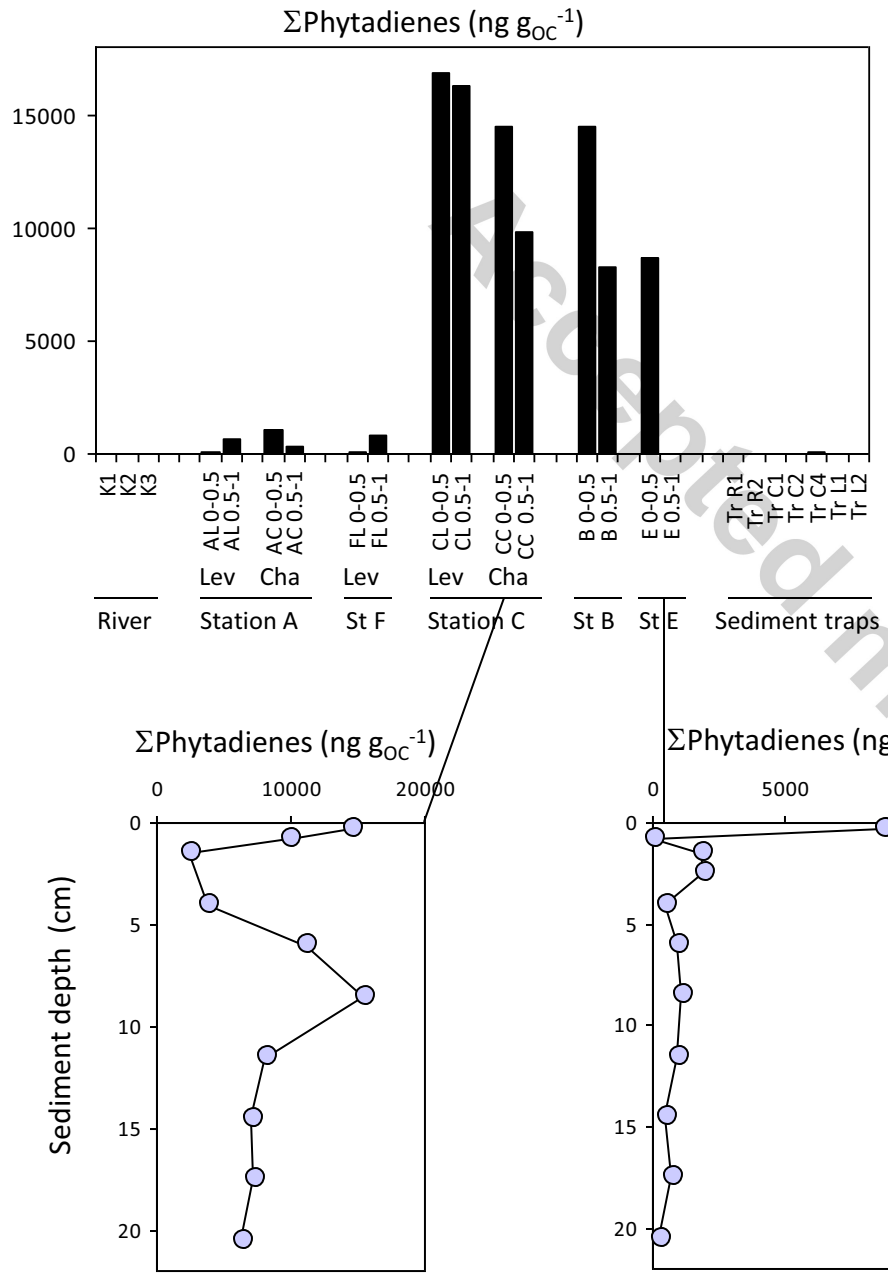 ΣPhytadienes (ng gOC-1)
15000
10000
5000
0
K1
K2
K3
AL 0-0.5
AL 0.5-1
AC 0-0.5
AC 0.5-1
FL 0-0.5
FL 0.5-1
CL 0-0.5
CL 0.5-1
CC 0-0.5
CC 0.5-1
B 0-0.5
B 0.5-1
E 0-0.5
E 0.5-1
Tr R1
Tr R2
Tr C1
Tr C2
Tr C4
Tr L1
Tr L2
Lev Cha Lev Lev Cha
River Station A St F Station C St B St E Sediment traps
Accepted m
ΣPhytadienes (ng gOC-1)
0 10000 20000
0
5
10
15
20
Sediment depth (cm)
ΣPhytadienes (ng
0 5000
0
5
10
15
20